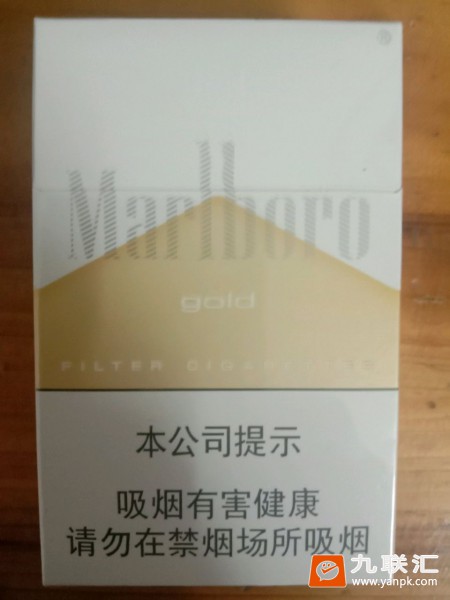 ®
Marlboro
gold
FILTER CIGARETTES
本公司提示
吸烟有害健康
请勿在禁烟场所吸烟
九联汇
www.yanpk.com